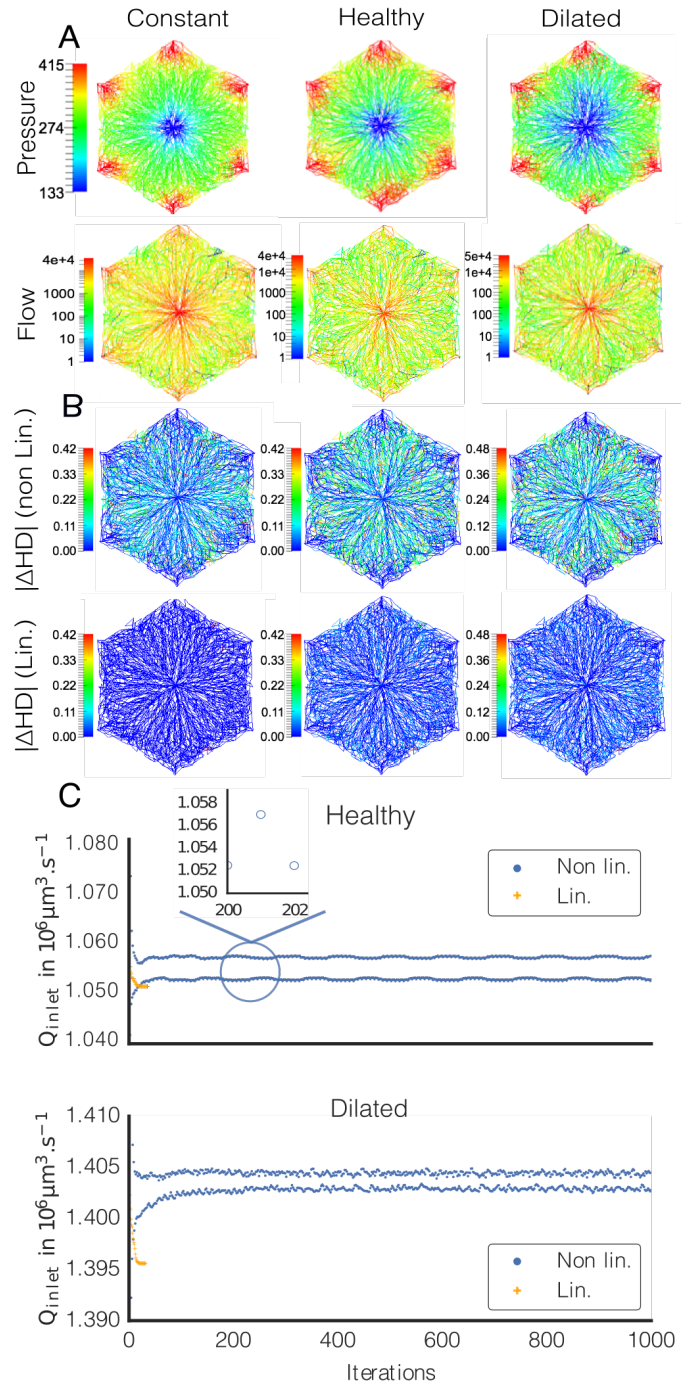 Constant Healthy Dilated
A
Pressure
415
274
133
Flow
4e+4
1000
100
10
1
4e+4
1e+4
1000
100
10
1
5e+4
1e+4
1000
100
10
1
B
|ΔHD| (non Lin.)
0.42
0.33
0.22
0.11
0.00
0.42
0.33
0.22
0.11
0.00
0.48
0.36
0.24
0.11
0.00
|ΔHD| (Lin.)
0.42
0.33
0.22
0.11
0.00
0.42
0.33
0.22
0.11
0.00
0.48
0.36
0.24
0.11
0.00
C
Healthy
1.058
1.056
1.054
1.052
1.050
200 202
Q inlet in 10⁶μm³.s⁻¹
1.080
1.070
1.060
1.050
1.040
Non lin.
Lin.
Dilated
Q inlet in 10⁶μm³.s⁻¹
1.410
1.405
1.400
1.395
1.390
Non lin.
Lin.
0 200 400 600 800 1000
Iterations